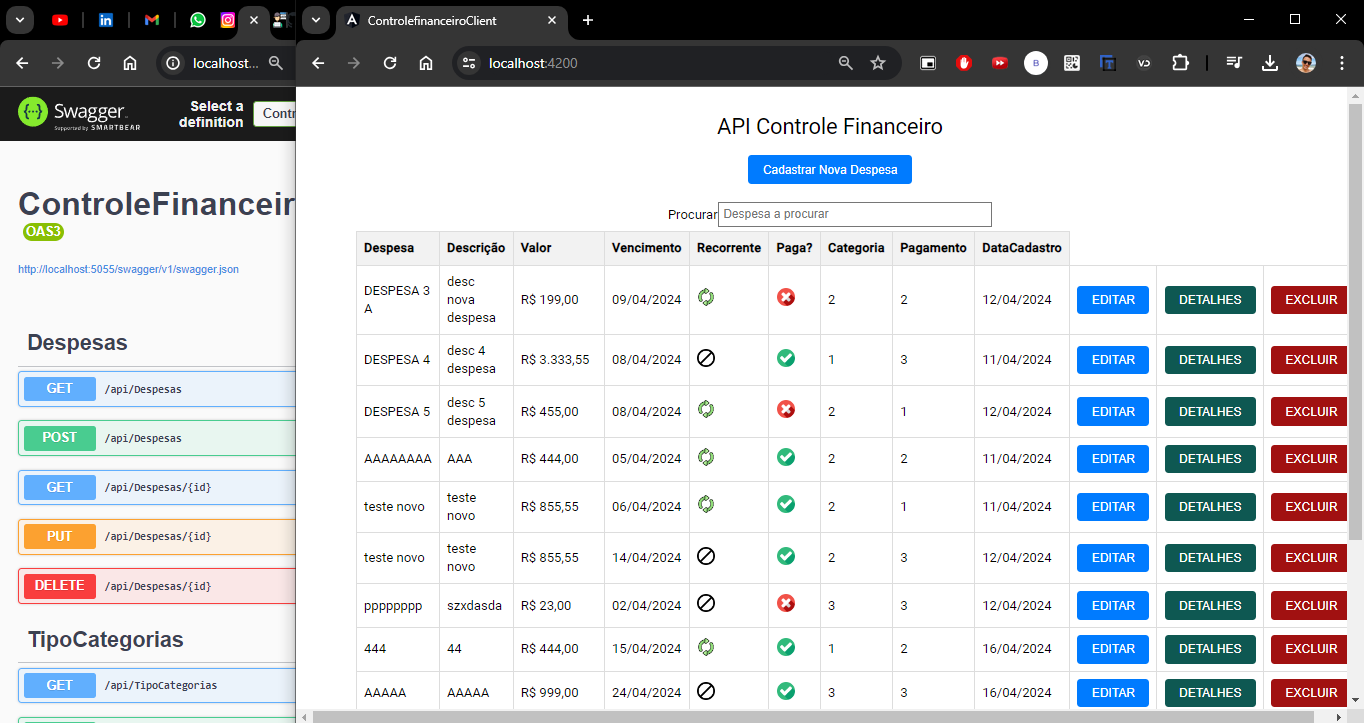 ControlefinanceiroClient
localhost...
localhost:4200
Swagger
Supported by SMARTBEAR
Select a
definition
Contr
ControleFinanceir
OAS3
http://localhost:5055/swagger/v1/swagger.json
Despesas
GET /api/Despesas
POST /api/Despesas
GET /api/Despesas/{id}
PUT /api/Despesas/{id}
DELETE /api/Despesas/{id}
TipoCategorias
GET /api/TipoCategorias
API Controle Financeiro
Cadastrar Nova Despesa
Procurar Despesa a procurar
Despesa Descrição Valor Vencimento Recorrente Paga? Categoria Pagamento DataCadastro
DESPESA 3 A desc nova despesa R$ 199,00 09/04/2024 2 2 12/04/2024 EDITAR DETALHES EXCLUIR
DESPESA 4 desc 4 despesa R$ 3.333,55 08/04/2024 1 3 11/04/2024 EDITAR DETALHES EXCLUIR
DESPESA 5 desc 5 despesa R$ 455,00 08/04/2024 2 1 12/04/2024 EDITAR DETALHES EXCLUIR
AAAAAAAA AAA R$ 444,00 05/04/2024 2 2 11/04/2024 EDITAR DETALHES EXCLUIR
teste novo teste novo R$ 855,55 06/04/2024 2 1 11/04/2024 EDITAR DETALHES EXCLUIR
teste novo teste novo R$ 855,55 14/04/2024 2 3 12/04/2024 EDITAR DETALHES EXCLUIR
pppppppp szxdasda R$ 23,00 02/04/2024 3 3 12/04/2024 EDITAR DETALHES EXCLUIR
444 44 R$ 444,00 15/04/2024 1 2 16/04/2024 EDITAR DETALHES EXCLUIR
AAAAA AAAAA R$ 999,00 24/04/2024 3 3 16/04/2024 EDITAR DETALHES EXCLUIR